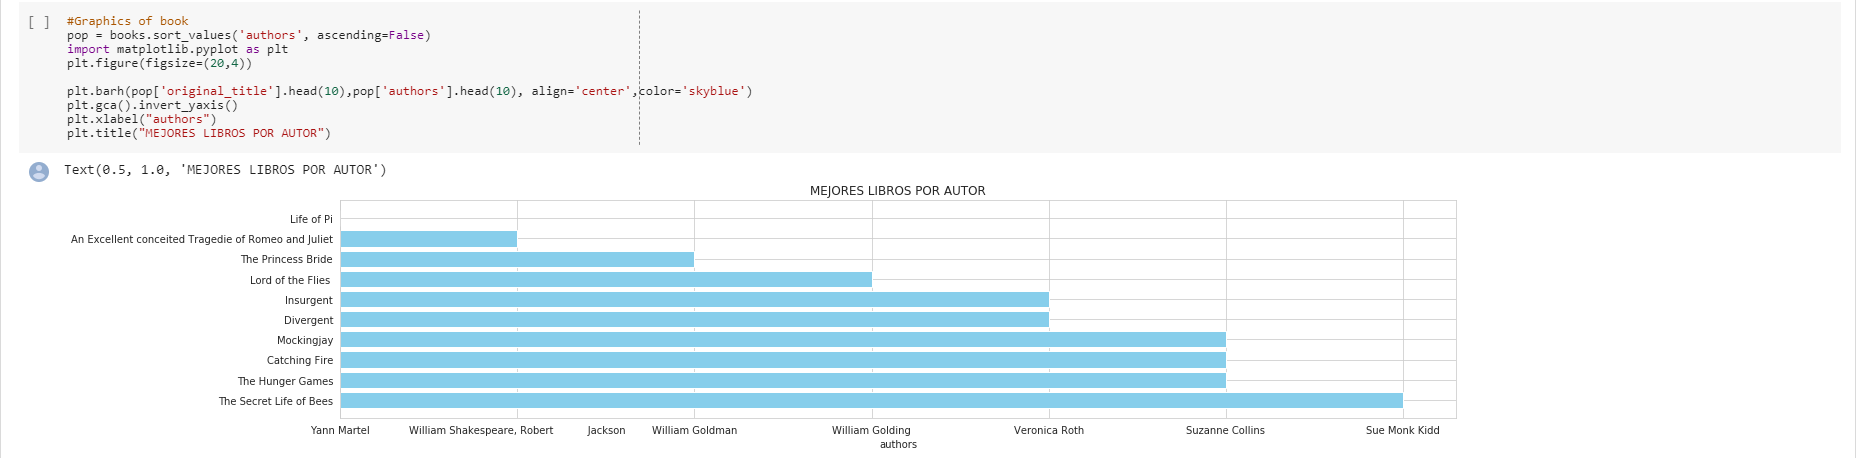 [ ]
#Graphics of book
pop = books.sort_values('authors', ascending=False)
import matplotlib.pyplot as plt
plt.figure(figsize=(20,4))
plt.barh(pop['original_title'].head(10),pop['authors'].head(10), align='center',color='skyblue')
plt.gca().invert_yaxis()
plt.xlabel("authors")
plt.title("MEJORES LIBROS POR AUTOR")
Text(0.5, 1.0, 'MEJORES LIBROS POR AUTOR')
MEJORES LIBROS POR AUTOR
Life of Pi
An Excellent conceited Tragedie of Romeo and Juliet
The Princess Bride
Lord of the Flies
Insurgent
Divergent
Mockingjay
Catching Fire
The Hunger Games
The Secret Life of Bees
Yann Martel William Shakespeare, Robert Jackson William Goldman William Golding Veronica Roth Suzanne Collins Sue Monk Kidd
authors